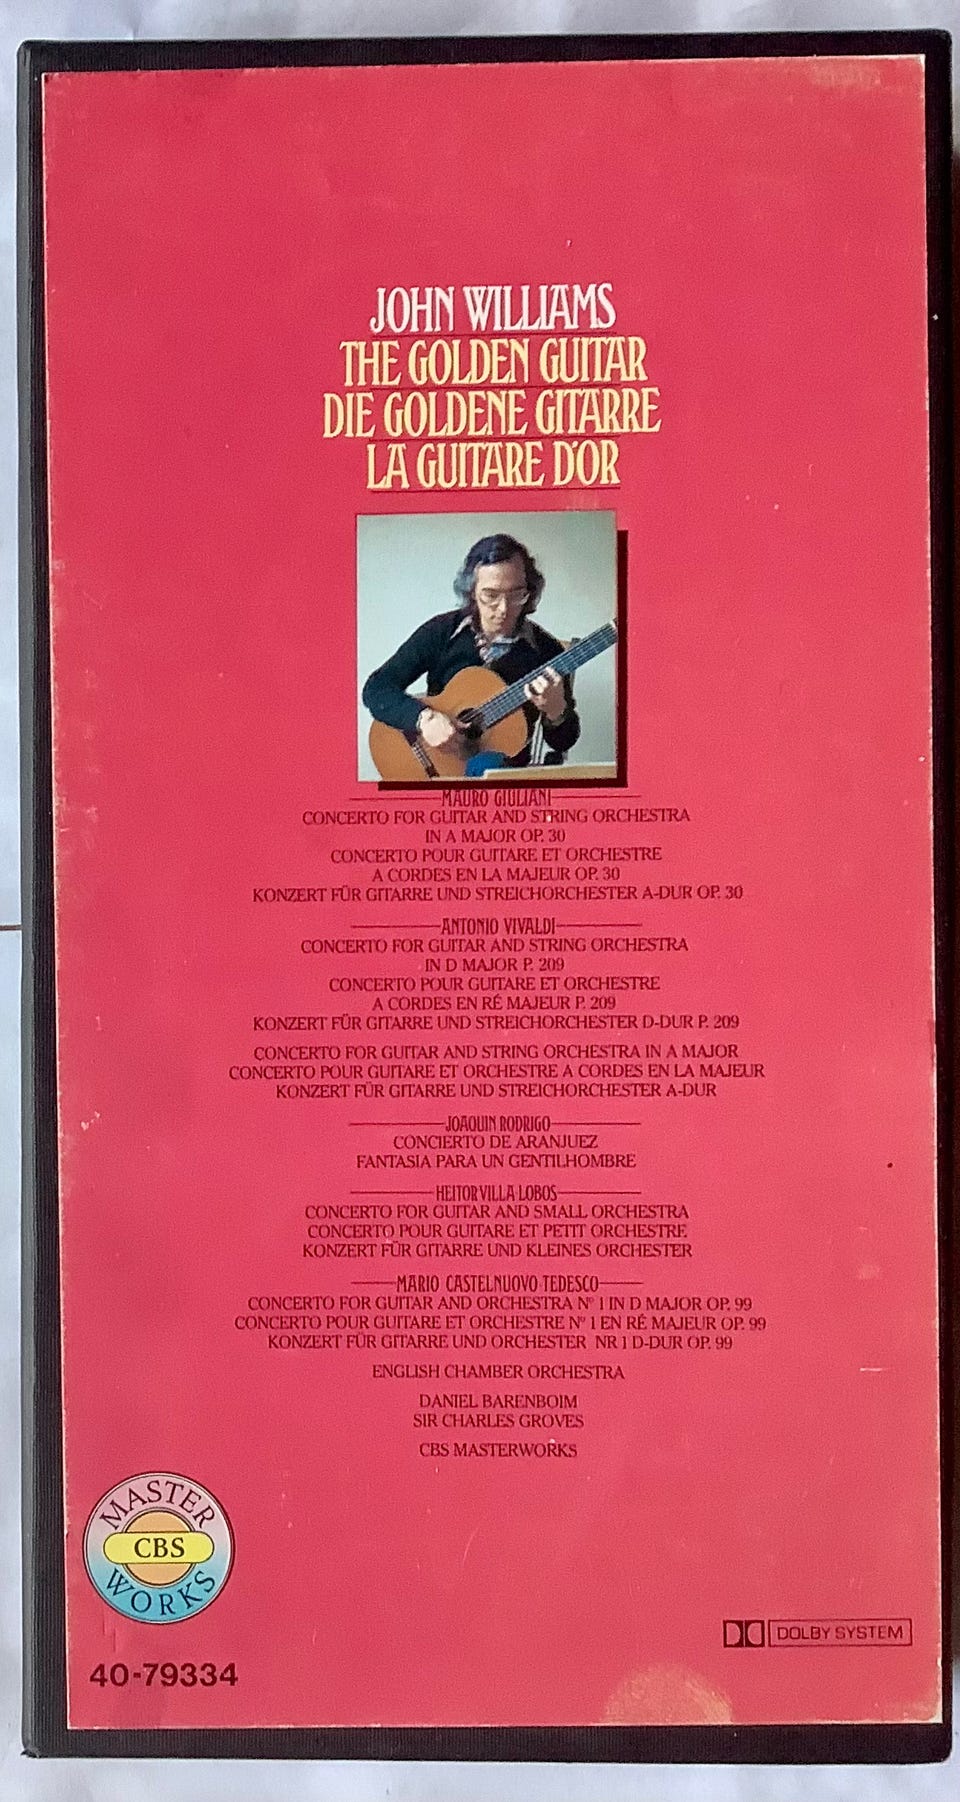 JOHN WILLIAMS
THE GOLDEN GUITAR
DIE GOLDENE GITARRE
LA GUITARE D'OR
MAURO GIULIANI
CONCERTO FOR GUITAR AND STRING ORCHESTRA
IN A MAJOR OP. 30
CONCERTO POUR GUITARE ET ORCHESTRE
A CORDES EN LA MAJEUR OP. 30
KONZERT FÜR GITARRE UND STREICHORCHESTER A-DUR OP. 30
ANTONIO VIVALDI
CONCERTO FOR GUITAR AND STRING ORCHESTRA
IN D MAJOR P. 209
CONCERTO POUR GUITARE ET ORCHESTRE
A CORDES EN RÉ MAJEUR P. 209
KONZERT FÜR GITARRE UND STREICHORCHESTER D-DUR P. 209
CONCERTO FOR GUITAR AND STRING ORCHESTRA IN A MAJOR
CONCERTO POUR GUITARE ET ORCHESTRE A CORDES EN LA MAJEUR
KONZERT FÜR GITARRE UND STREICHORCHESTER A-DUR
JOAQUIN RODRIGO
CONCIERTO DE ARANJUEZ
FANTASIA PARA UN GENTILHOMBRE
HEITOR VILLA-LOBOS
CONCERTO FOR GUITAR AND SMALL ORCHESTRA
CONCERTO POUR GUITARE ET PETIT ORCHESTRE
KONZERT FÜR GITARRE UND KLEINES ORCHESTER
MARIO CASTELNUOVO-TEDESCO
CONCERTO FOR GUITAR AND ORCHESTRA Nº 1 IN D MAJOR OP. 99
CONCERTO POUR GUITARE ET ORCHESTRE Nº 1 EN RÉ MAJEUR OP. 99
KONZERT FÜR GITARRE UND ORCHESTER NR 1 D-DUR OP. 99
ENGLISH CHAMBER ORCHESTRA
DANIEL BARENBOIM
SIR CHARLES GROVES
CBS MASTERWORKS
MASTER
CBS
WORKS
DOLBY SYSTEM
40-79334